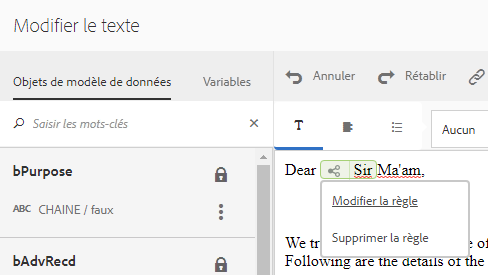 Modifier le texte
Objets de modèle de données Variables
Saisir les mots-clés
bPurpose
ABC CHAINE / faux
bAdvRecd
Annuler Rétablir
T Aucun
Dear Sir Ma'am,
Modifier la règle
Supprimer la règle
We tr e of
Following are the details of the